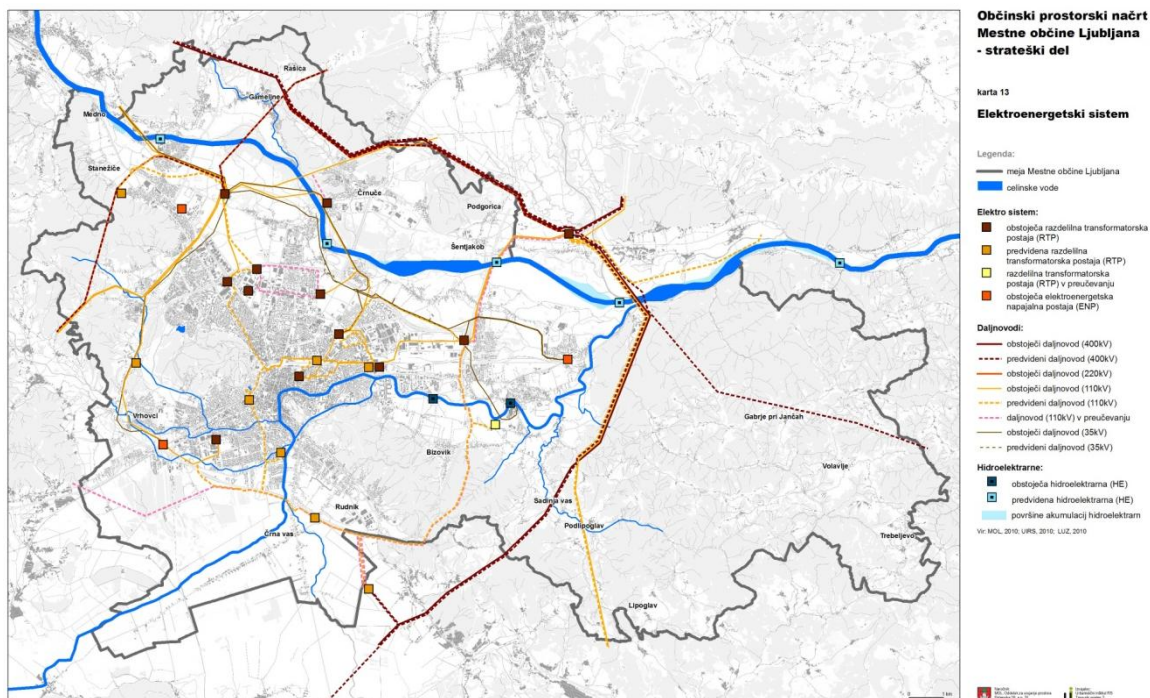 Občinski prostorski načrt
Mestne občine Ljubljana
- strateški del
karta 13
Elektroenergetski sistem
Legenda:
meja Mestne občine Ljubljana
celinske vode
Elektro sistem:
obstoječa razdelilna transformatorska
postaja (RTP)
predvidena razdelilna
transformatorska postaja (RTP)
razdelilna transformatorska
postaja (RTP) v preučevanju
obstoječa elektroenergetska
napajalna postaja (ENP)
Daljnovodi:
obstoječi daljnovod (400kV)
predvideni daljnovod (400kV)
obstoječi daljnovod (220kV)
obstoječi daljnovod (110kV)
predvideni daljnovod (110kV)
daljnovod (110kV) v preučevanju
obstoječi daljnovod (35kV)
predvideni daljnovod (35kV)
Hidroelektrarne:
obstoječa hidroelektrarna (HE)
predvidena hidroelektrarna (HE)
površine akumulacij hidroelektrarn
Vir: MOL, 2010; UIRS, 2010; LUZ, 2010
Rašica
Gameljne
Medno
Stanežiče
Črnuče
Podgorica
Šentjakob
Vrhovci
Bizovik
Gabrje pri Jančah
Volavlje
Sadinja vas
Rudnik
Podlipoglav
Črna vas
Trebeljevo
Lipoglav
0
1 km